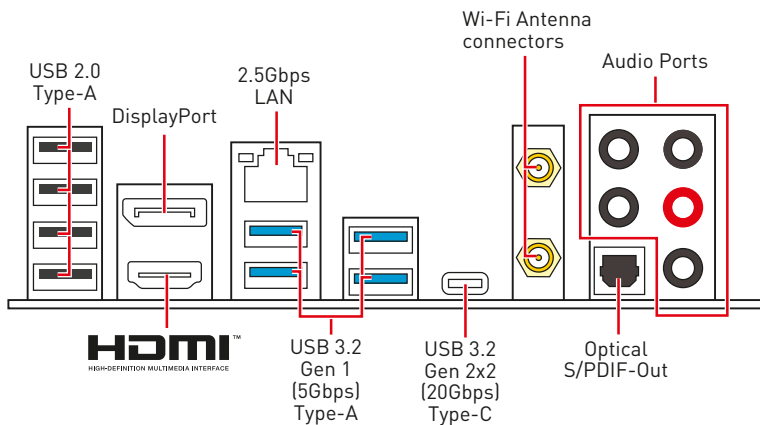 Wi-Fi Antenna
connectors
USB 2.0
Type-A
2.5Gbps
LAN
Audio Ports
DisplayPort
HDMI™
HIGH-DEFINITION MULTIMEDIA INTERFACE
USB 3.2
Gen 1
(5Gbps)
Type-A
USB 3.2
Gen 2x2
(20Gbps)
Type-C
Optical
S/PDIF-Out